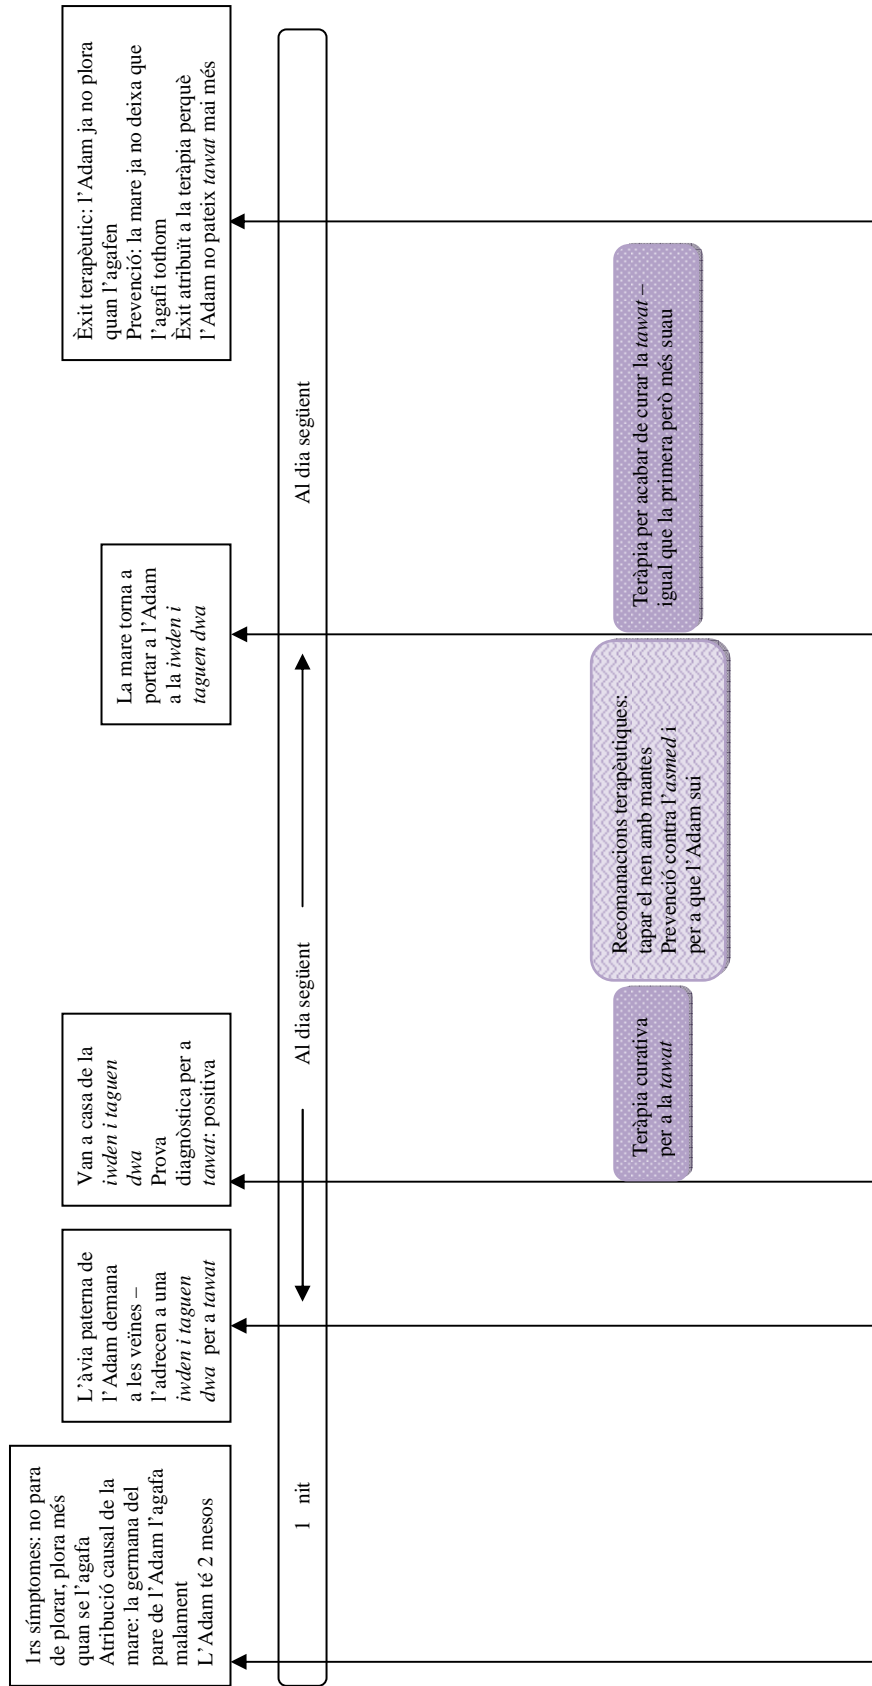 1rs símptomes: no para
de plorar, plora més
quan se l'agafa
Atribució causal de la
mare: la germana del
pare de l'Adam l'agafa
malament
L'Adam té 2 mesos
L'àvia paterna de
l'Adam demana
a les veïnes –
l'adrecen a una
iwden i taguen
dwa per a tawat
Van a casa de la
iwden i taguen
dwa
Prova
diagnòstica per a
tawat: positiva
La mare torna a
portar a l'Adam
a la iwden i
taguen dwa
Èxit terapèutic: l'Adam ja no plora
quan l'agafen
Prevenció: la mare ja no deixa que
l'agafi tothom
Èxit atribuït a la teràpia perquè
l'Adam no pateix tawat mai més
1 nit
Al dia següent
Al dia següent
Teràpia curativa
per a la tawat
Recomanacions terapèutiques:
tapar el nen amb mantes
Prevenció contra l'asmed i
per a que l'Adam sui
Teràpia per acabar de curar la tawat –
igual que la primera però més suau